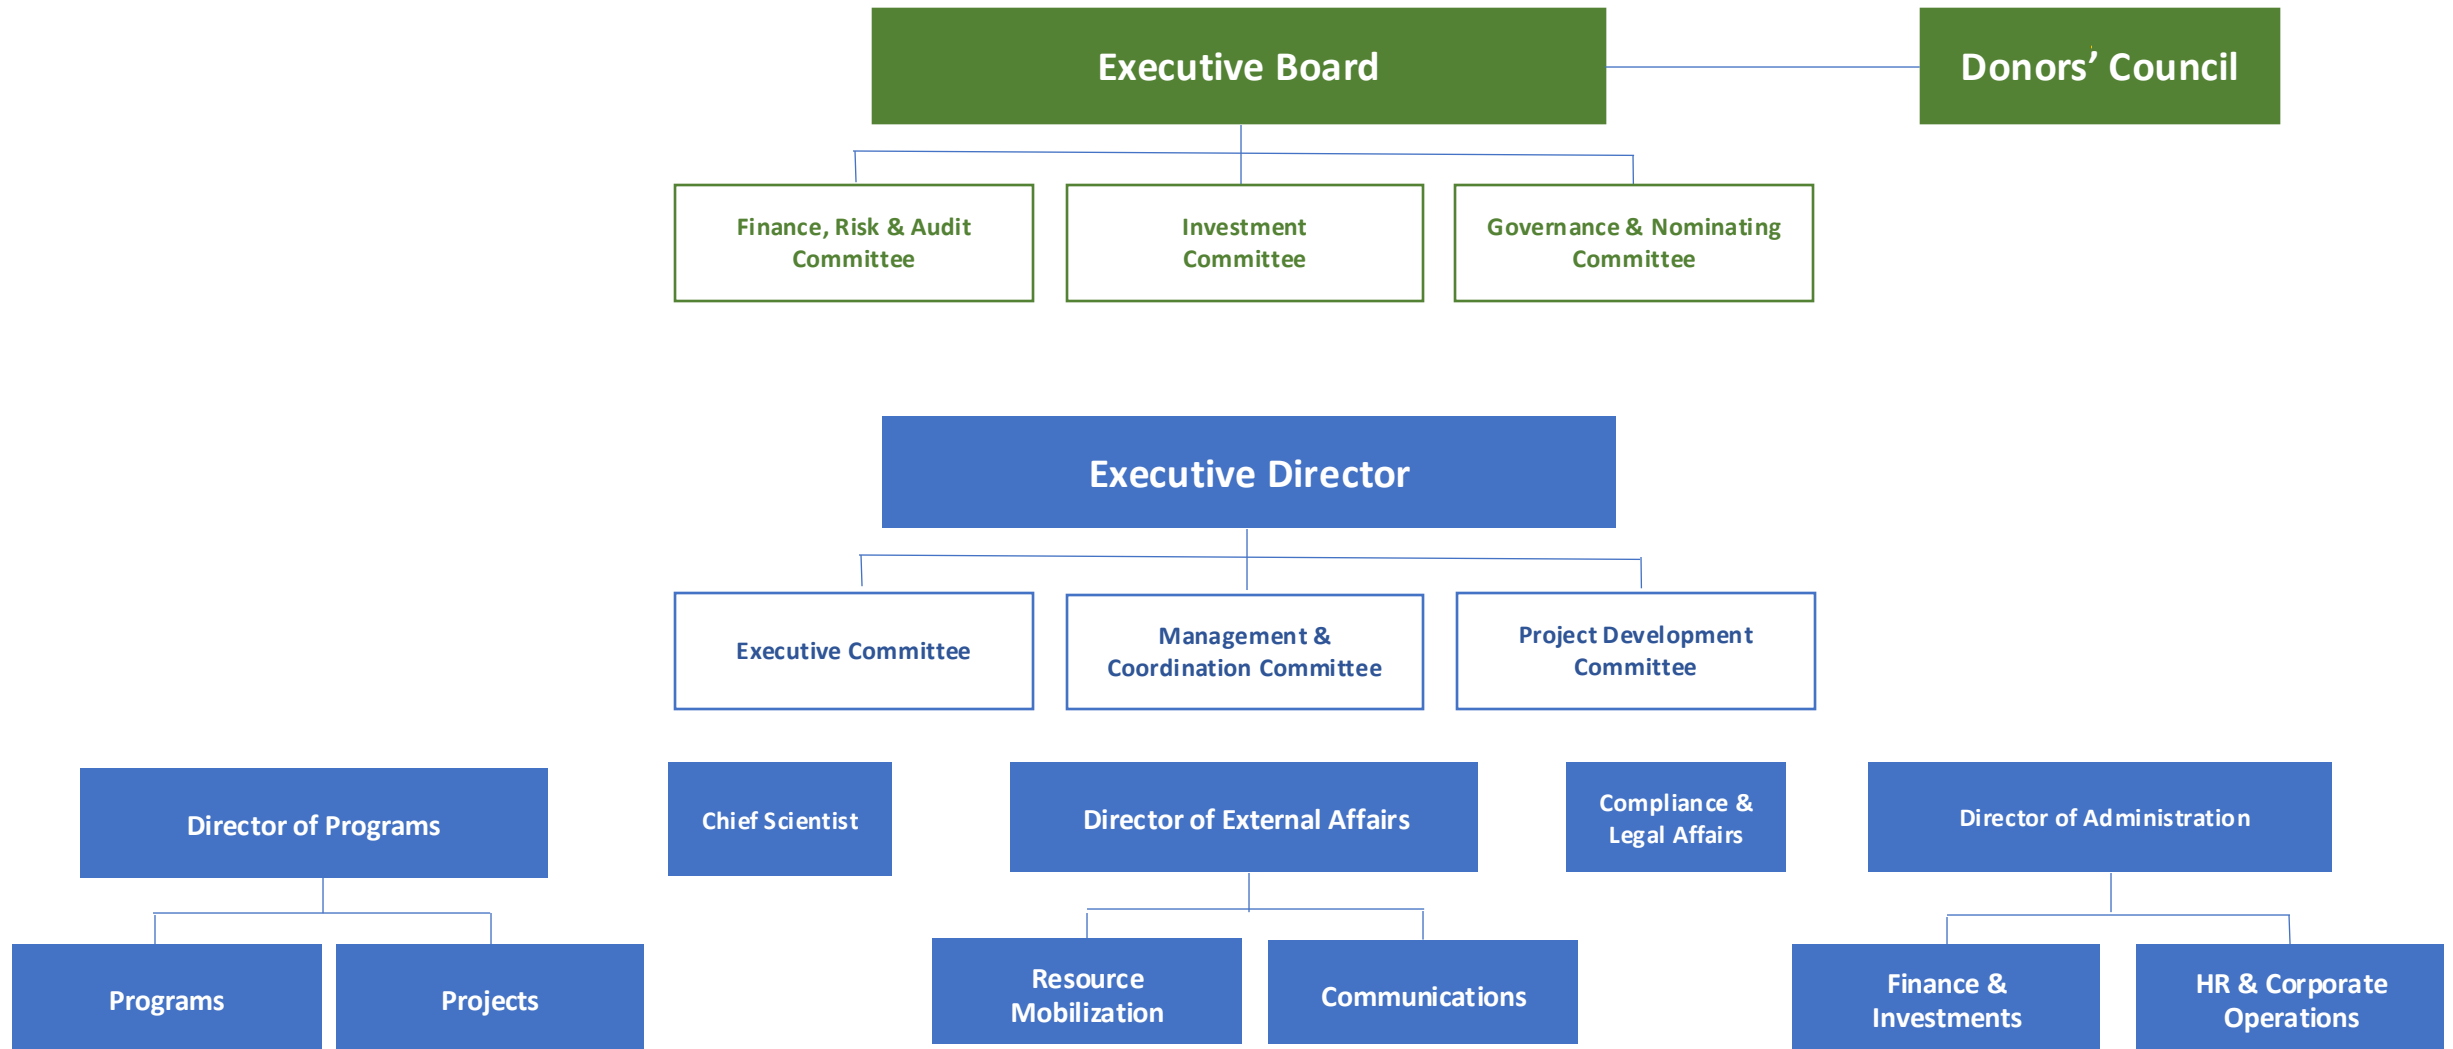 Executive Board
Donors’ Council
Finance, Risk & Audit
Committee
Investment
Committee
Governance & Nominating
Committee
Executive Director
Executive Committee
Management &
Coordination Committee
Project Development
Committee
Director of Programs
Chief Scientist
Director of External Affairs
Compliance &
Legal Affairs
Director of Administration
Programs
Projects
Resource
Mobilization
Communications
Finance &
Investments
HR & Corporate
Operations